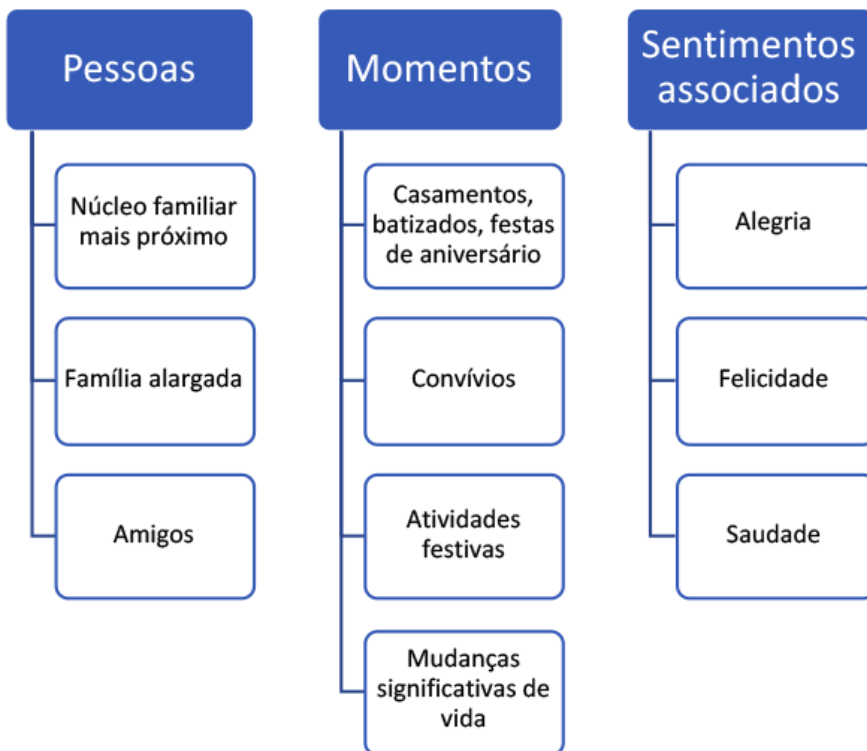 Pessoas
Núcleo familiar
mais próximo
Família alargada
Amigos
Momentos
Casamentos,
batizados, festas
de aniversário
Convívios
Atividades
festivas
Mudanças
significativas de
vida
Sentimentos
associados
Alegria
Felicidade
Saudade